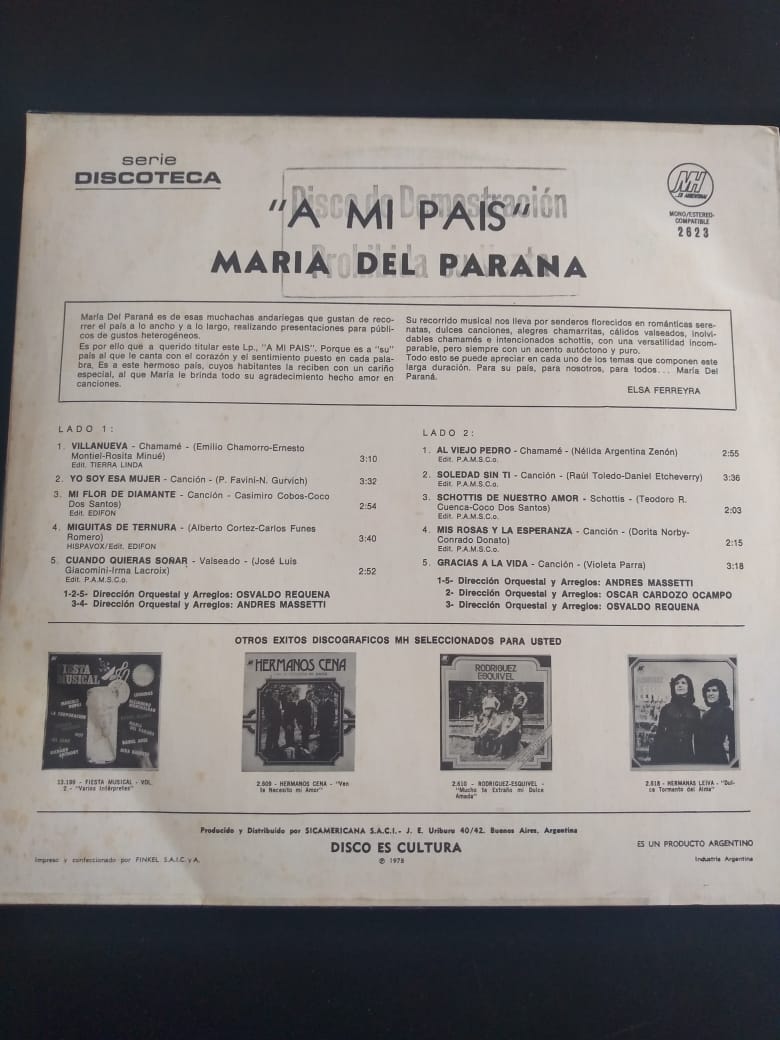 serie
DISCOTECA
Disco de Demostración
Prohibida su Venta
"A MI PAIS"
MARIA DEL PARANA
MH
ES ARGENTINA!
MONO/ESTEREO-
COMPATIBLE
2623
María Del Paraná es de esas muchachas andariegas que gustan de reco-
rrer el país a lo ancho y a lo largo, realizando presentaciones para públi-
cos de gustos heterogéneos.
Es por ello qué a querido titular este Lp., "A MI PAIS". Porque es a "su"
país al que le canta con el corazón y el sentimiento puesto en cada pala-
bra, Es a este hermoso país, cuyos habitantes la reciben con un cariño
especial, al que María le brinda todo su agradecimiento hecho amor en
canciones.
Su recorrido musical nos lleva por senderos florecidos en románticas sere-
natas, dulces canciones, alegres chamarritas, cálidos valseados, inolvi-
dables chamamés e intencionados schottis, con una versatilidad incom-
parable, pero siempre con un acento autóctono y puro.
Todo esto se puede apreciar en cada uno de los temas que componen este
larga duración. Para su país, para nosotros, para todos... María Del
Paraná.
ELSA FERREYRA
LADO 1:
1. VILLANUEVA - Chamamé - (Emilio Chamorro-Ernesto
Montiel-Rosita Minué) 3:10
Edit. TIERRA LINDA
2. YO SOY ESA MUJER - Canción - (P. Favini-N. Gurvich) 3:32
3. MI FLOR DE DIAMANTE - Canción - Casimiro Cobos-Coco
Dos Santos) 2:54
Edit. EDIFON
4. MIGUITAS DE TERNURA - (Alberto Cortez-Carlos Funes
Romero) 3:40
HISPAVOX/Edit. EDIFON
5. CUANDO QUIERAS SOÑAR - Valseado - (José Luis
Giacomini-Irma Lacroix) 2:52
Edit. P.A.M.S.C.o.
1-2-5- Dirección Orquestal y Arreglos: OSVALDO REQUENA
3-4- Dirección Orquestal y Arreglos: ANDRES MASSETTI
LADO 2:
1. AL VIEJO PEDRO - Chamamé - (Nélida Argentina Zenón) 2:55
Edit. P.A.M.S.C.o.
2. SOLEDAD SIN TI - Canción - (Raúl Toledo-Daniel Etcheverry) 3:36
Edit. P.A.M.S.C.o.
3. SCHOTTIS DE NUESTRO AMOR - Schottis - (Teodoro R.
Cuenca-Coco Dos Santos) 2:03
Edit. P.A.M.S.C.o.
4. MIS ROSAS Y LA ESPERANZA - Canción - (Dorita Norby-
Conrado Donato) 2:15
Edit. P.A.M.S.C.o.
5. GRACIAS A LA VIDA - Canción - (Violeta Parra) 3:18
1-5- Dirección Orquestal y Arreglos: ANDRES MASSETTI
2- Dirección Orquestal y Arreglos: OSCAR CARDOZO OCAMPO
3- Dirección Orquestal y Arreglos: OSVALDO REQUENA
OTROS EXITOS DISCOGRAFICOS MH SELECCIONADOS PARA USTED
FIESTA
MUSICAL
HERMANOS CENA
RODRIGUEZ
ESQUIVEL
13.199 - FIESTA MUSICAL - VOL.
2 - "Varios Intérpretes"
2.609 - HERMANOS CENA - "Ven
te Necesito mi Amor"
2.610 - RODRIGUEZ-ESQUIVEL -
"Mucho te Extraño mi Dulce
Amada"
2.618 - HERMANAS LEIVA - "Dul-
ce Tormento del Alma"
Producido y Distribuido por SICAMERICANA S.A.C.I.- J. E. Uriburu 40/42. Buenos Aires, Argentina
DISCO ES CULTURA
℗ 1978
Impreso y confeccionado por FINKEL S.A.I.C.y A.
ES UN PRODUCTO ARGENTINO
Industria Argentina